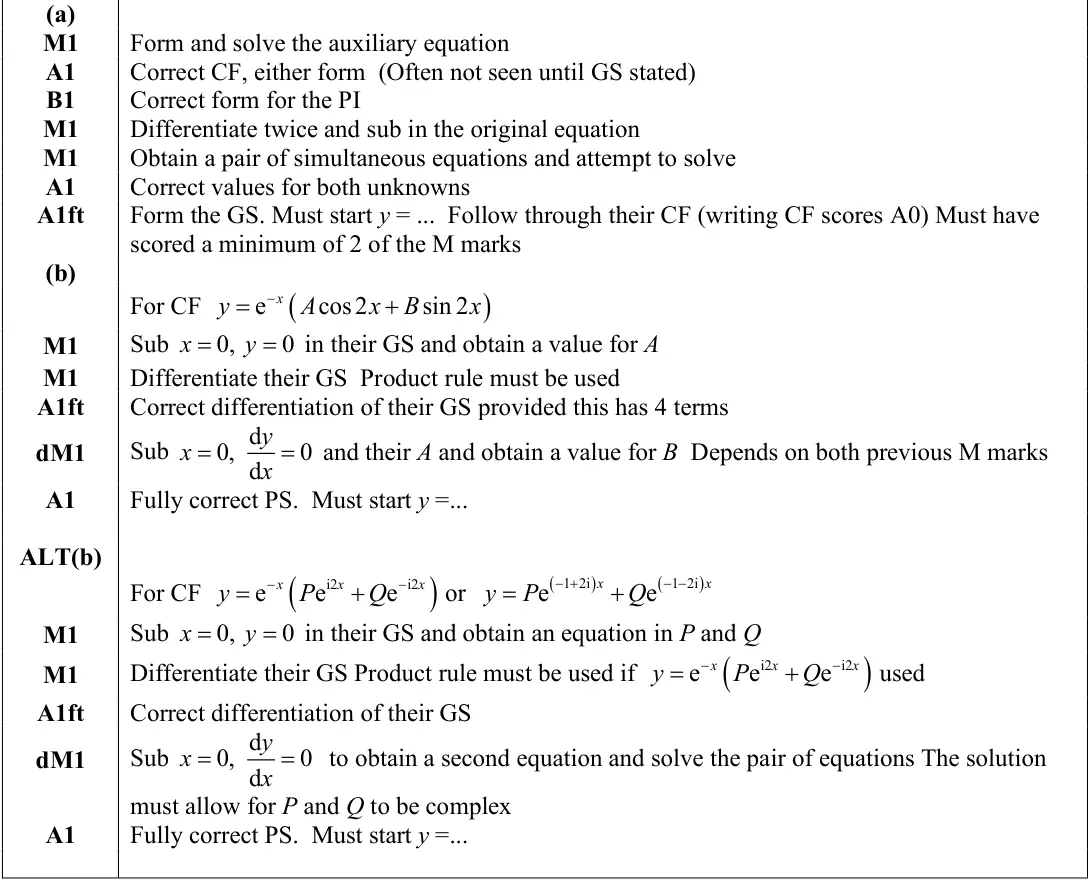 (a)
M1 Form and solve the auxiliary equation
A1 Correct CF, either form (Often not seen until GS stated)
B1 Correct form for the PI
M1 Differentiate twice and sub in the original equation
M1 Obtain a pair of simultaneous equations and attempt to solve
A1 Correct values for both unknowns
A1ft Form the GS. Must start y = ... Follow through their CF (writing CF scores A0) Must have
scored a minimum of 2 of the M marks
(b)
For CF y = e^{−x}(A cos 2x + B sin 2x)
M1 Sub x = 0, y = 0 in their GS and obtain a value for A
M1 Differentiate their GS Product rule must be used
A1ft Correct differentiation of their GS provided this has 4 terms
dM1 Sub x = 0, dy/dx = 0 and their A and obtain a value for B Depends on both previous M marks
A1 Fully correct PS. Must start y =...
ALT(b)
For CF y = e^{−x}(Pe^{i2x} + Qe^{−i2x}) or y = Pe^{(−1+2i)x} + Qe^{(−1−2i)x}
M1 Sub x = 0, y = 0 in their GS and obtain an equation in P and Q
M1 Differentiate their GS Product rule must be used if y = e^{−x}(Pe^{i2x} + Qe^{−i2x}) used
A1ft Correct differentiation of their GS
dM1 Sub x = 0, dy/dx = 0 to obtain a second equation and solve the pair of equations The solution
must allow for P and Q to be complex
A1 Fully correct PS. Must start y =...